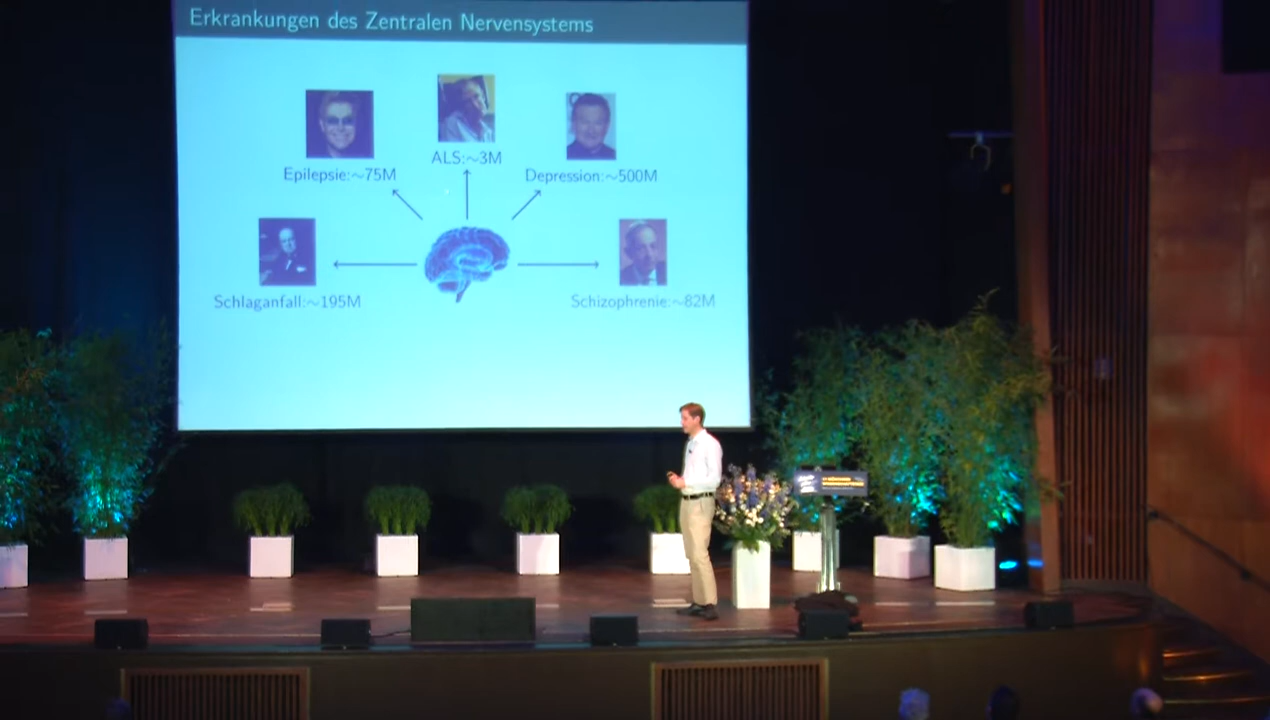 Erkrankungen des Zentralen Nervensystems
ALS:~3M
Epilepsie:~75M
Depression:~500M
Schlaganfall:~195M
Schizophrenie:~82M